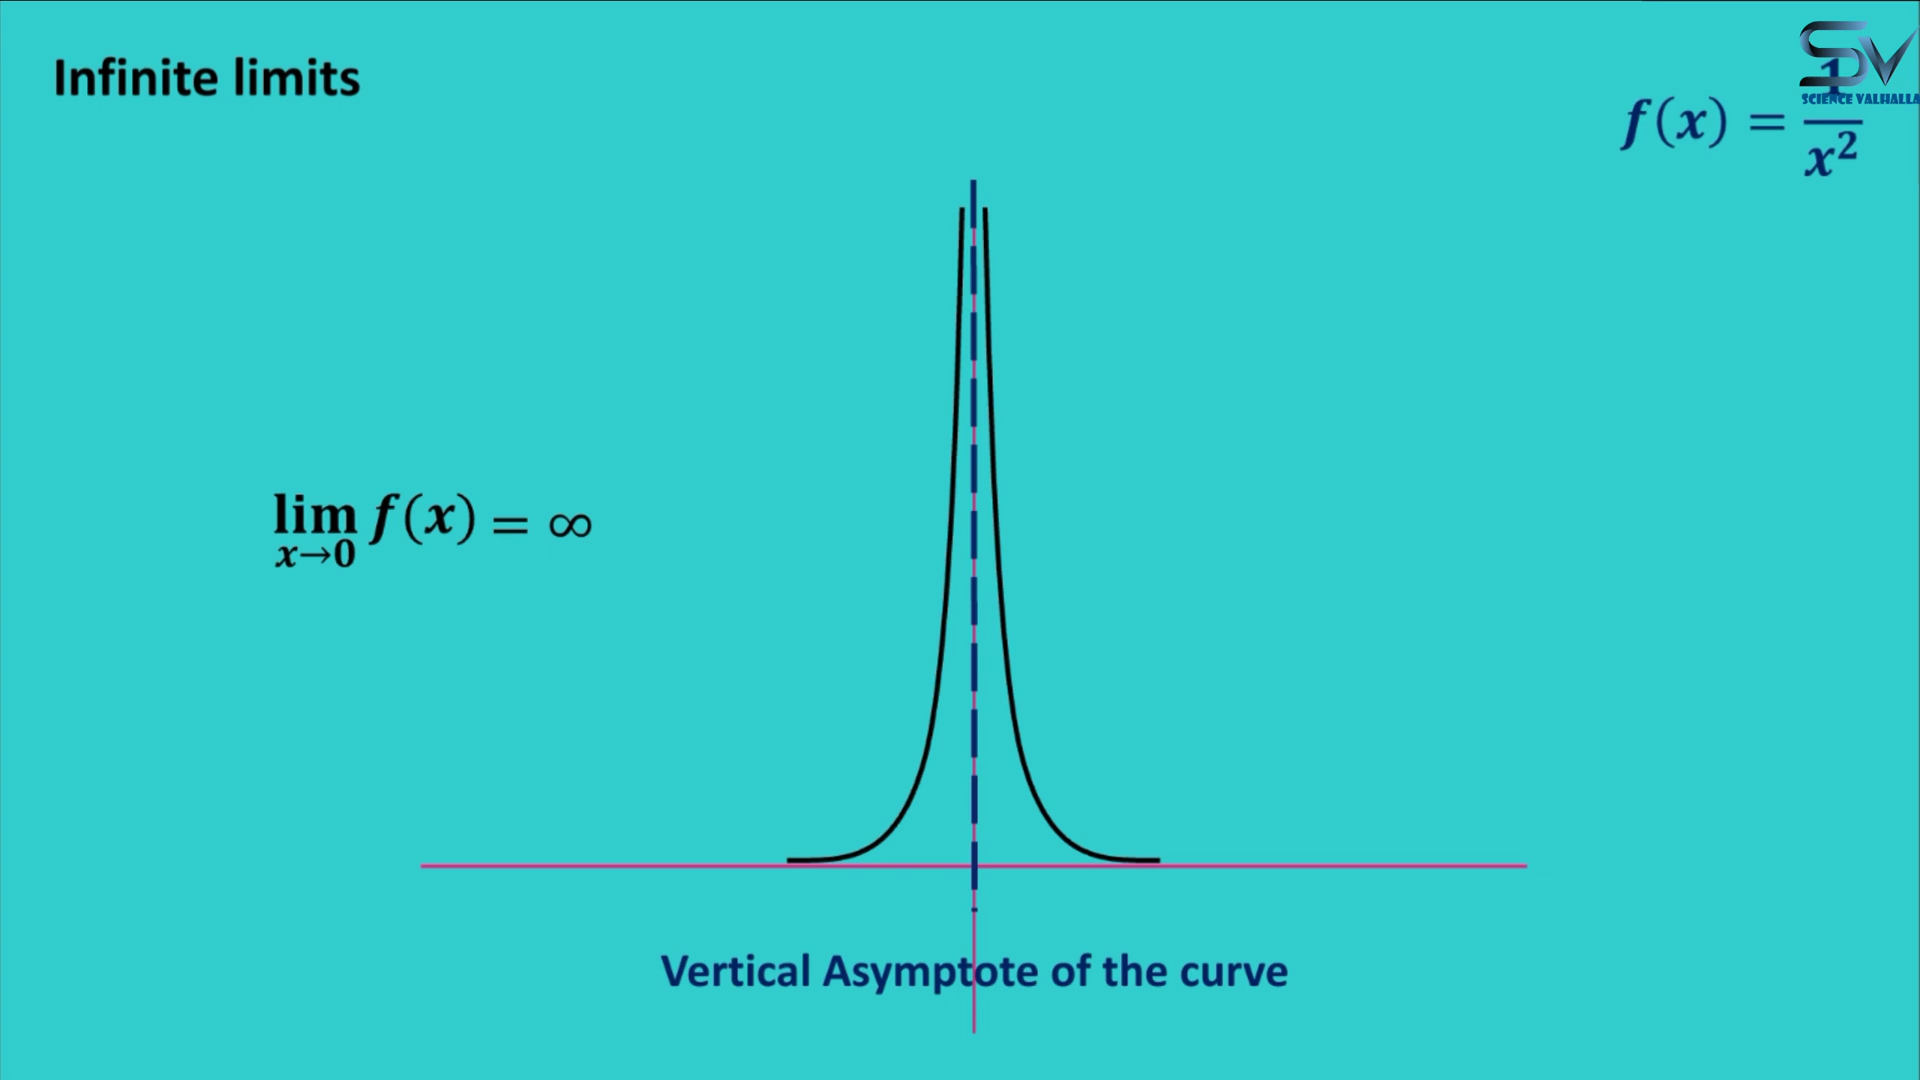 Infinite limits
SV
SCIENCE VALHALLA
f(x) = 1/x²
lim x→0 f(x) = ∞
Vertical Asymptote of the curve